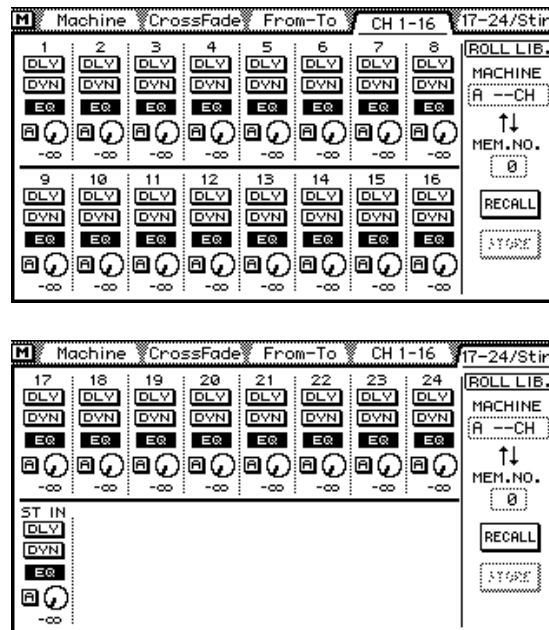 M Machine CrossFade From-To CH 1-16 17-24/Stin
1 2 3 4 5 6 7 8 ROLL LIB.
DLY DLY DLY DLY DLY DLY DLY DLY MACHINE
DYN DYN DYN DYN DYN DYN DYN DYN A --CH
EQ EQ EQ EQ EQ EQ EQ EQ ↑↓
A A A A A A A A MEM.NO.
-∞ -∞ -∞ -∞ -∞ -∞ -∞ -∞ 0
9 10 11 12 13 14 15 16
DLY DLY DLY DLY DLY DLY DLY DLY RECALL
DYN DYN DYN DYN DYN DYN DYN DYN
EQ EQ EQ EQ EQ EQ EQ EQ STORE
A A A A A A A A
-∞ -∞ -∞ -∞ -∞ -∞ -∞ -∞
M Machine CrossFade From-To CH 1-16 17-24/Stin
17 18 19 20 21 22 23 24 ROLL LIB.
DLY DLY DLY DLY DLY DLY DLY DLY MACHINE
DYN DYN DYN DYN DYN DYN DYN DYN A --CH
EQ EQ EQ EQ EQ EQ EQ EQ ↑↓
A A A A A A A A MEM.NO.
-∞ -∞ -∞ -∞ -∞ -∞ -∞ -∞ 0
ST IN
DLY RECALL
DYN
EQ STORE
A
-∞